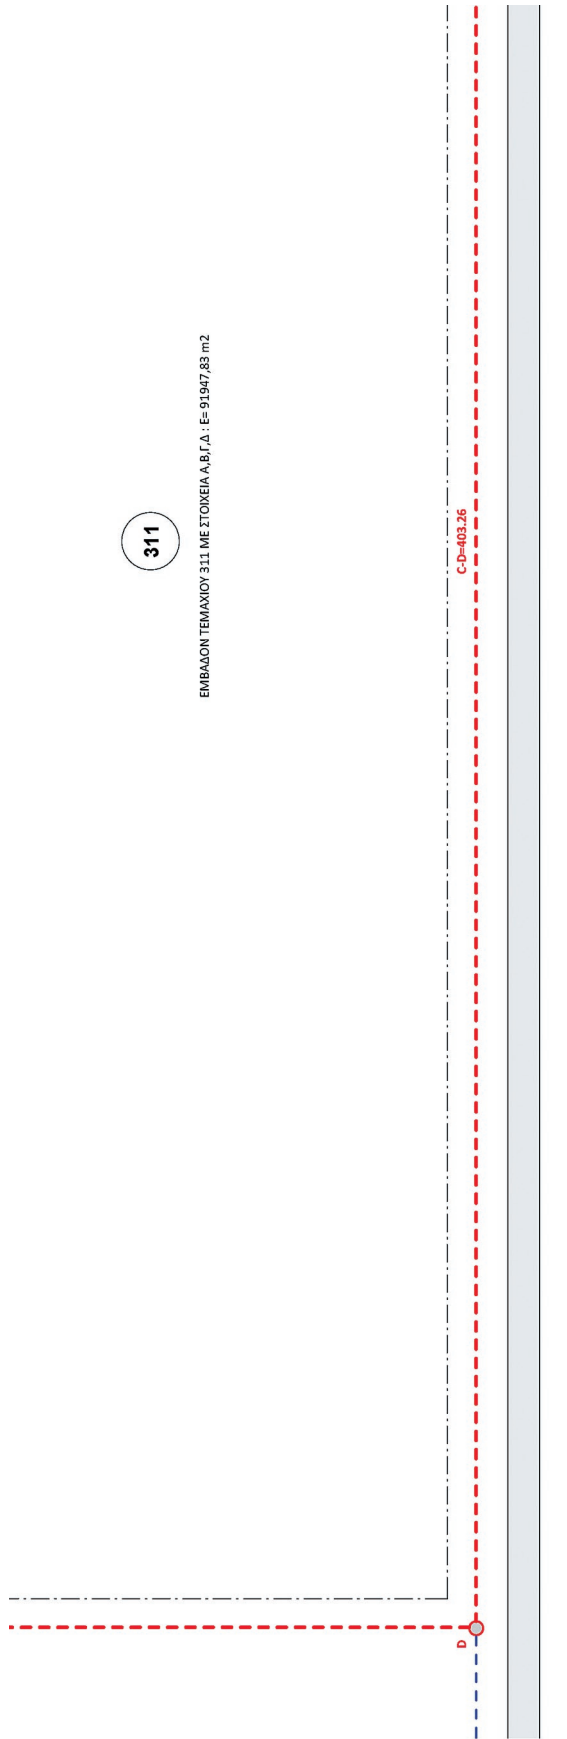 311
ΕΜΒΑΔΟΝ ΤΕΜΑΧΙΟΥ 311 ΜΕ ΣΤΟΙΧΕΙΑ Α,Β,Γ,Δ : Ε= 91947,83 m2
C-D=403.26
D